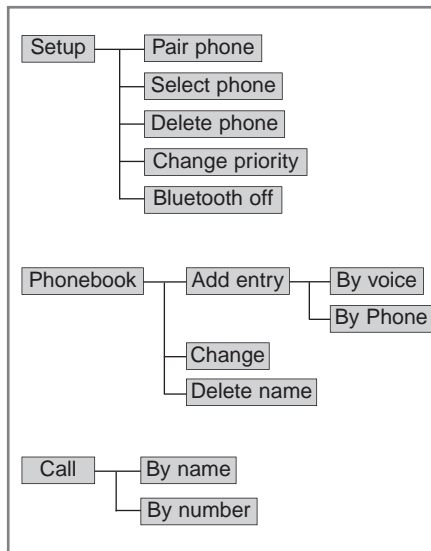 Setup
Pair phone
Select phone
Delete phone
Change priority
Bluetooth off
Phonebook
Add entry
By voice
By Phone
Change
Delete name
Call
By name
By number